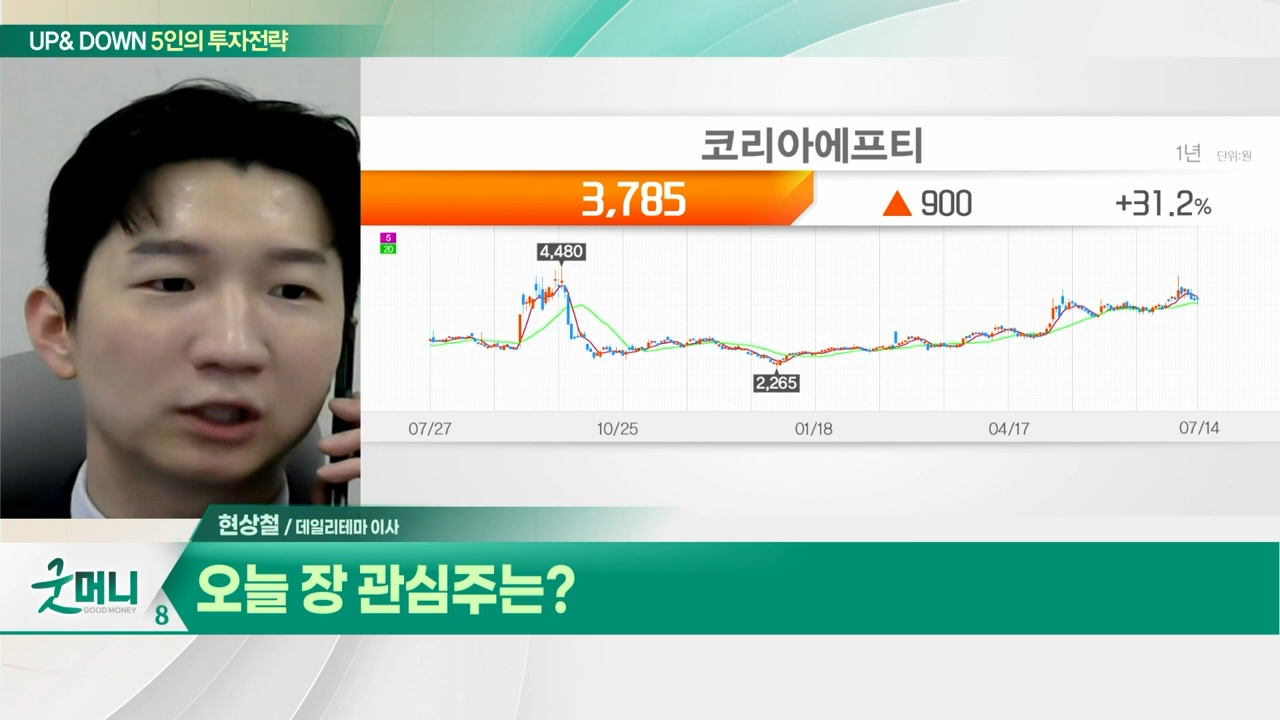 UP& DOWN 5인의 투자전략
코리아에프티
1년 단위:원
3,785 ▲ 900 +31.2%
5
20
4,480
2,265
07/27 10/25 01/18 04/17 07/14
현상철 / 데일리테마 이사
굿머니
GOOD MONEY
8
오늘 장 관심주는?